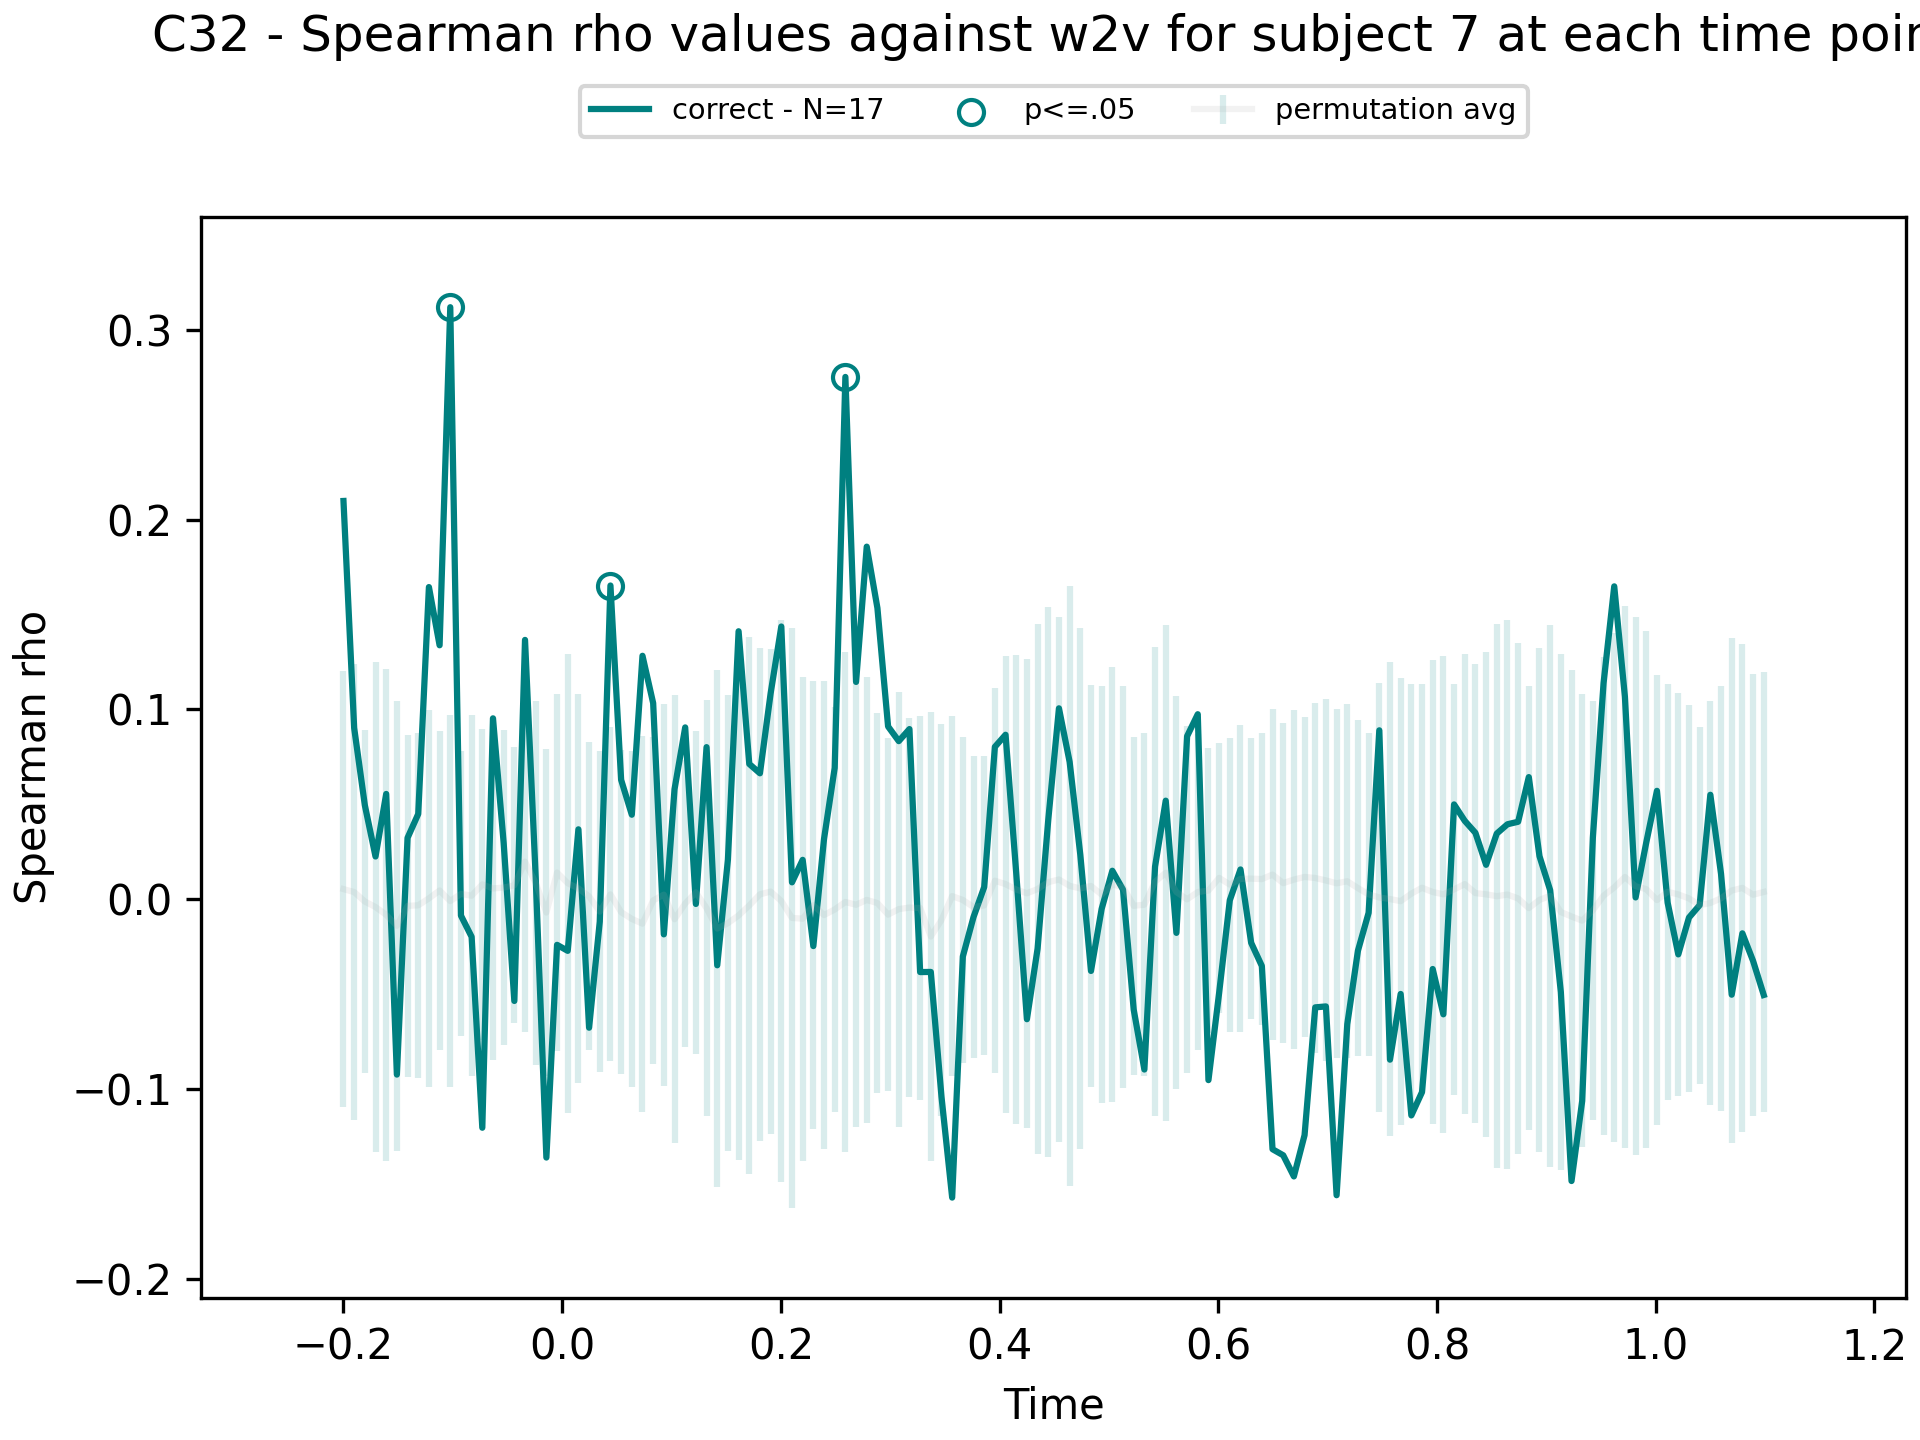 C32 - Spearman rho values against w2v for subject 7 at each time poin
correct - N=17 p<=.05 permutation avg
0.3
0.2
0.1
0.0
−0.1
−0.2
Spearman rho
−0.2 0.0 0.2 0.4 0.6 0.8 1.0 1.2
Time